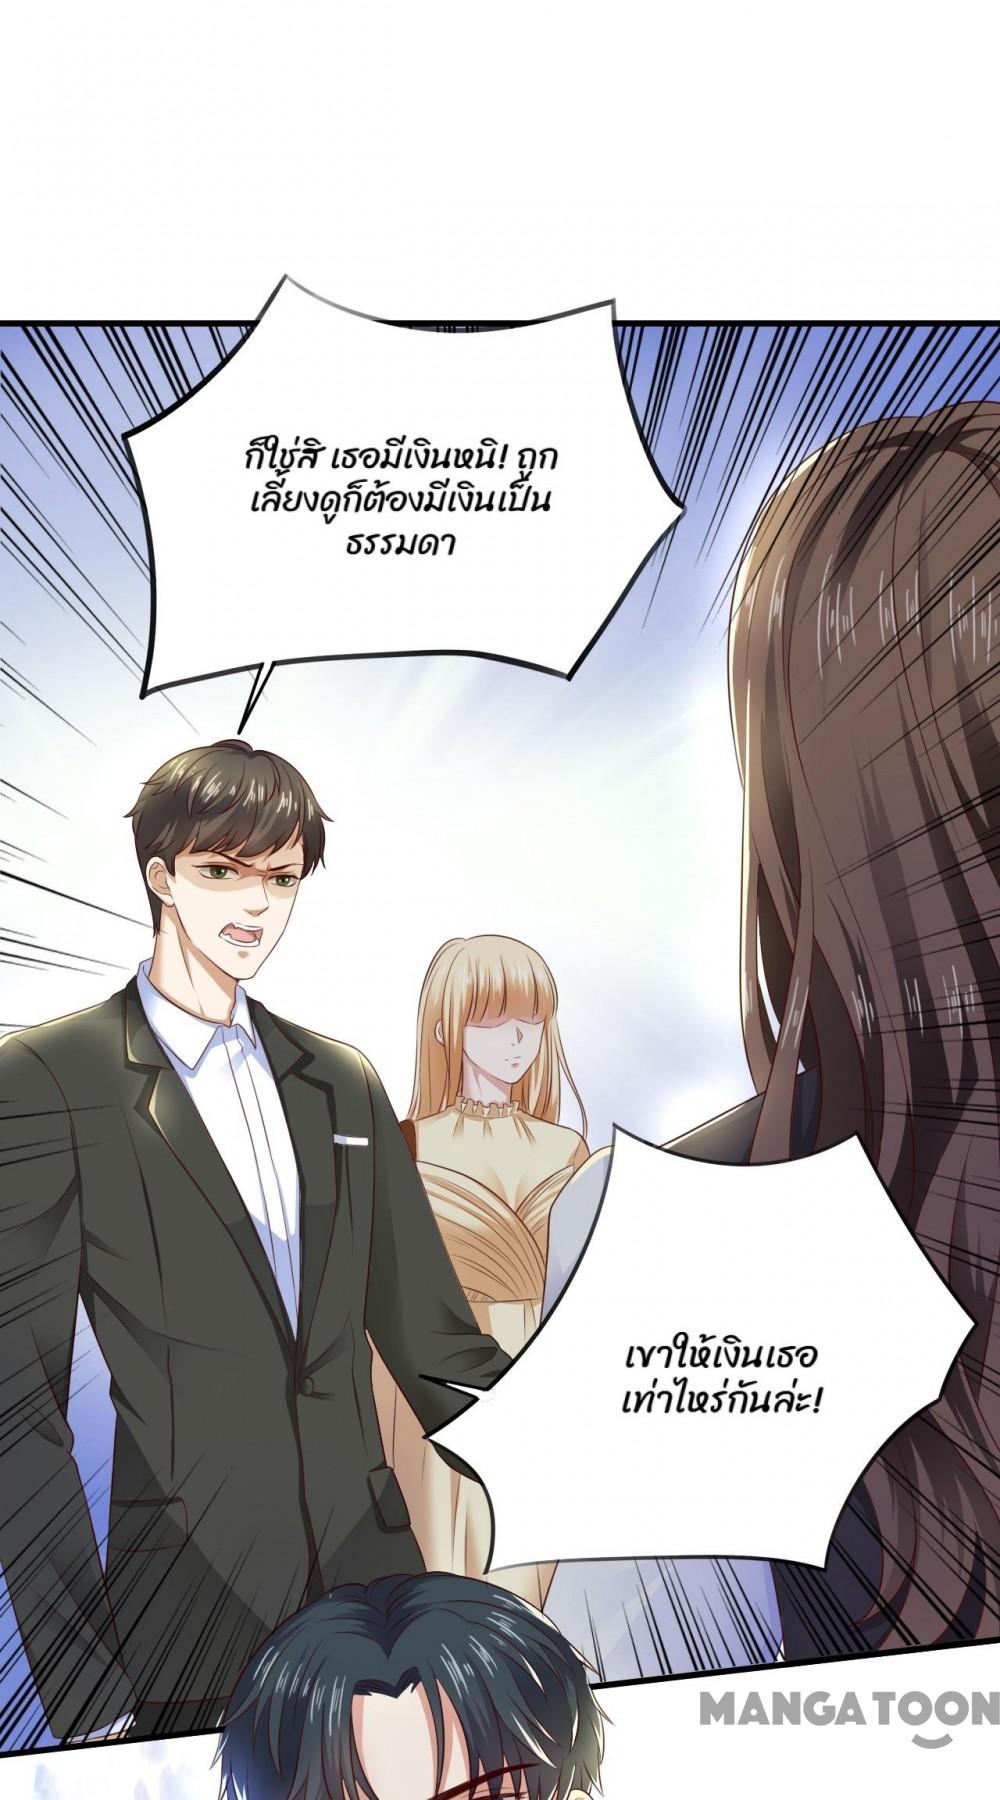 ก็ใช่สิ เธอมีเงินหนิ! ถูก
เลี้ยงดูก็ต้องมีเงินเป็น
ธรรมดา
เขาให้เงินเธอ
เท่าไหร่กันล่ะ!
MANGATOON